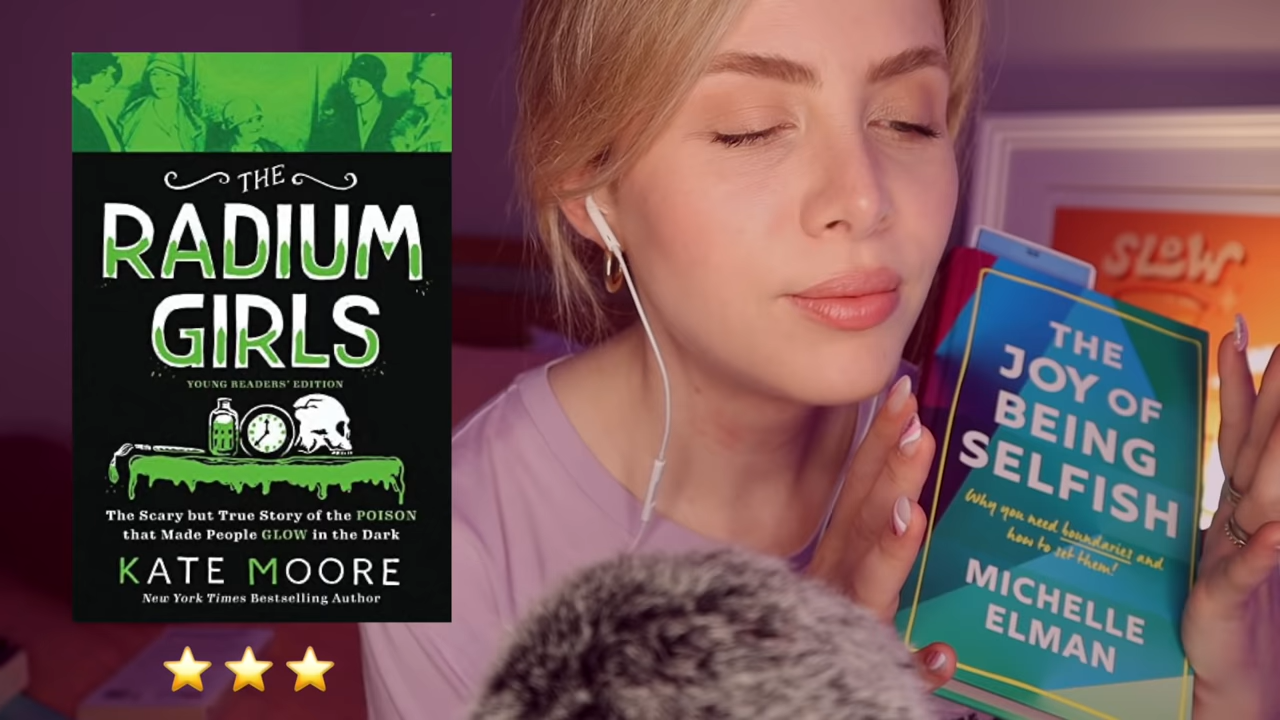 THE
RADIUM
GIRLS
YOUNG READERS' EDITION
The Scary but True Story of the POISON
that Made People GLOW in the Dark
KATE MOORE
New York Times Bestselling Author
SLOW
THE
JOY OF
BEING
SELFISH
Why you need boundaries and
how to set them!
MICHELLE
ELMAN